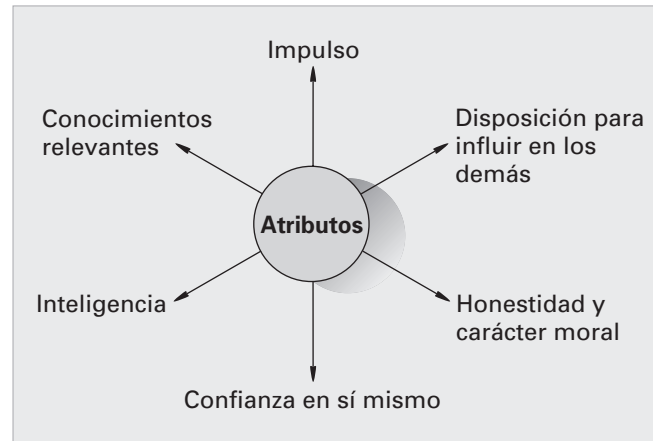 Impulso
Conocimientos
relevantes
Disposición para
influir en los
demás
Atributos
Inteligencia
Honestidad y
carácter moral
Confianza en sí mismo